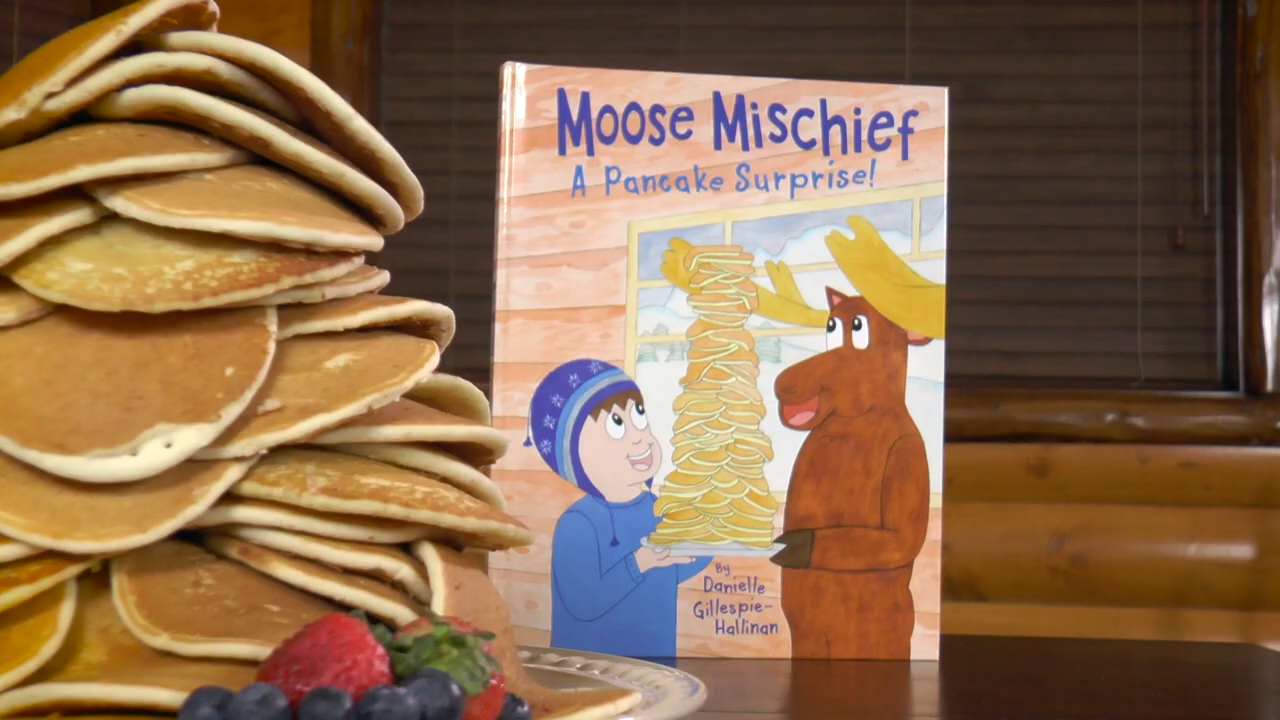 Moose Mischief
A Pancake Surprise!
By
Danielle
Gillespie-
Hallinan